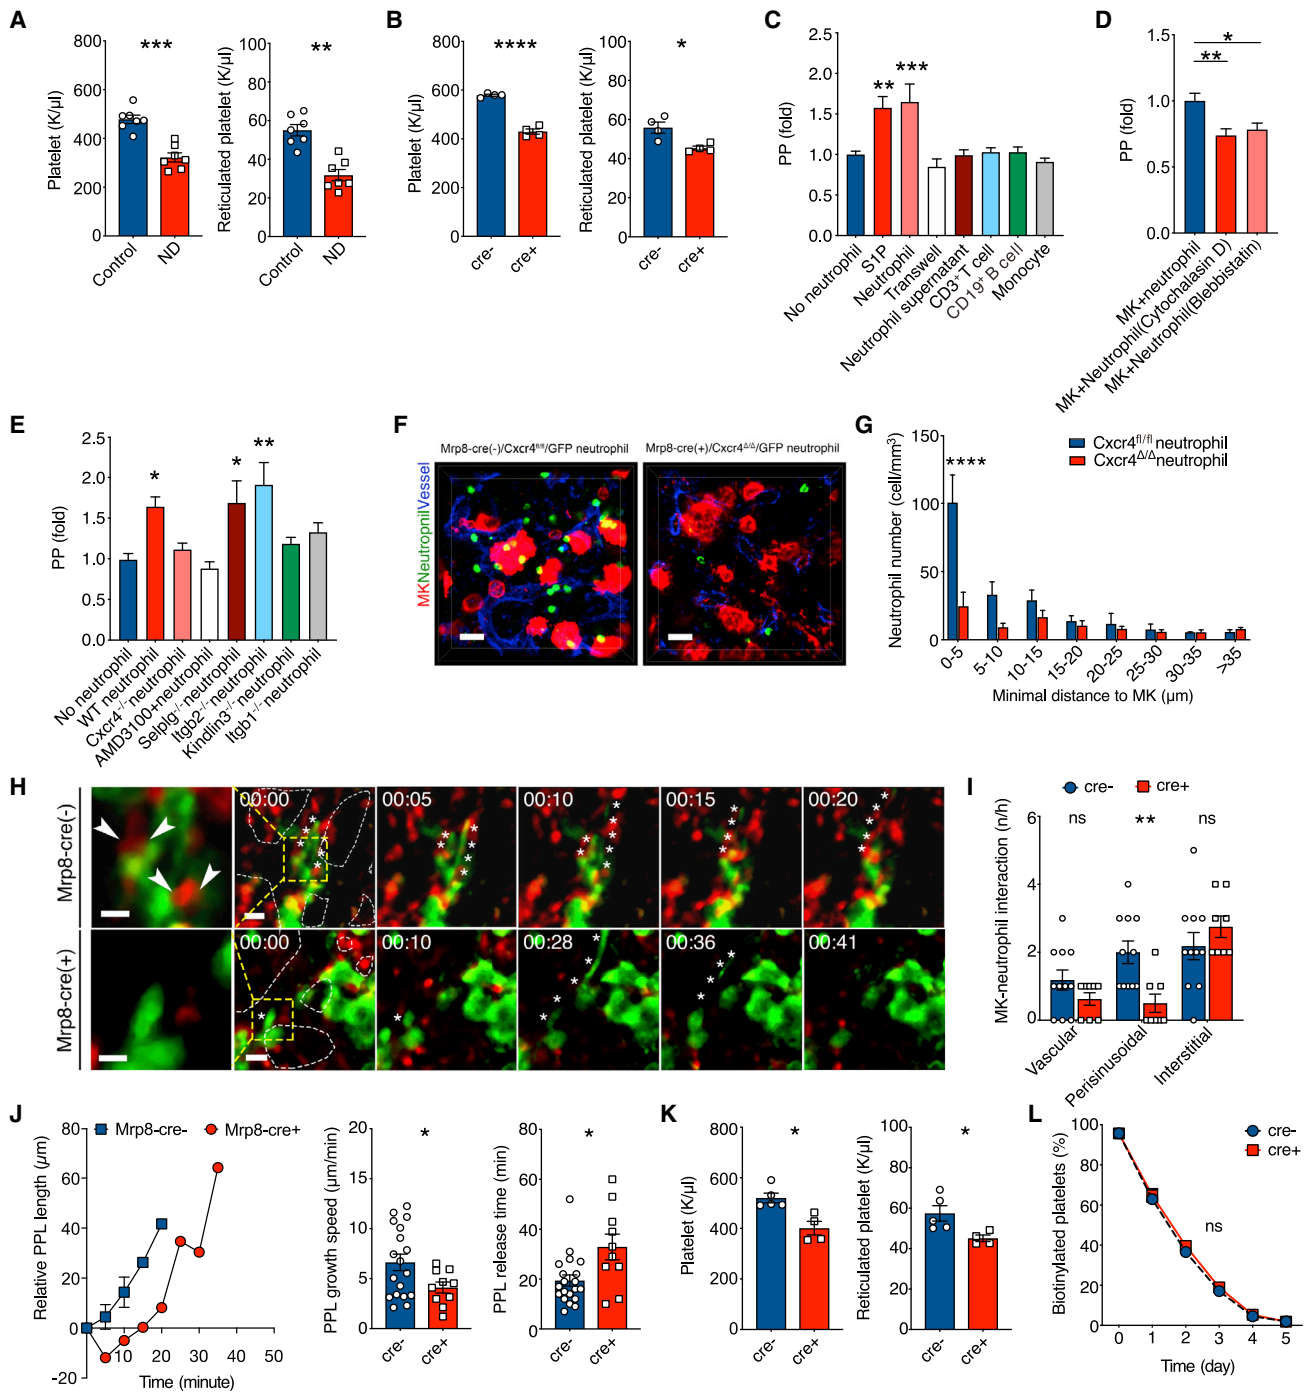 A
***
Platelet (K/µl)
800
600
400
200
0
Control
ND
**
Reticulated platelet (K/µl)
100
80
60
40
20
0
Control
ND
B
****
Platelet (K/µl)
800
600
400
200
0
cre-
cre+
*
Reticulated platelet (K/µl)
100
80
60
40
20
0
cre-
cre+
C
PP (fold)
2.5
2.0
1.5
1.0
0.5
0.0
**
***
No neutrophil
S1P
Neutrophil
Transwell
Neutrophil supernatant
CD3⁺ T cell
CD19⁺ B cell
Monocyte
D
PP (fold)
1.5
1.0
0.5
0.0
*
**
MK+neutrophil
MK+Neutrophil(Cytochalasin D)
MK+Neutrophil(Blebbistatin)
E
PP (fold)
2.5
2.0
1.5
1.0
0.5
0.0
*
*
**
No neutrophil
WT neutrophil
Cxcr4⁻/⁻neutrophil
AMD3100+neutrophil
Selplg⁻/⁻neutrophil
Itgb2⁻/⁻neutrophil
Kindlin3⁻/⁻neutrophil
Itgb1⁻/⁻neutrophil
F
Mrp8-cre(-)/Cxcr4fl/fl/GFP neutrophil
Mrp8-cre(+)/Cxcr4Δ/Δ/GFP neutrophil
MKNeutropnilVessel
G
Neutrophil number (cell/mm³)
150
100
50
0
****
Cxcr4fl/fl neutrophil
Cxcr4Δ/Δneutrophil
0-5
5-10
10-15
15-20
20-25
25-30
30-35
>35
Minimal distance to MK (µm)
H
Mrp8-cre(-)
00:00
00:05
00:10
00:15
00:20
Mrp8-cre(+)
00:00
00:10
00:28
00:36
00:41
I
cre-
cre+
MK-neutrophil interaction (n/h)
6
4
2
0
ns
**
ns
Vascular
Perisinusoidal
Interstitial
J
Mrp8-cre-
Mrp8-cre+
Relative PPL length (µm)
80
60
40
20
0
-20
10
20
30
40
50
Time (minute)
*
PPL growth speed (µm/min)
20
15
10
5
0
cre-
cre+
*
PPL release time (min)
80
60
40
20
0
cre-
cre+
K
*
Platelet (K/µl)
800
600
400
200
0
cre-
cre+
*
Reticulated platelet (K/µl)
100
80
60
40
20
0
cre-
cre+
L
cre-
cre+
Biotinylated platelets (%)
100
80
60
40
20
0
ns
0
1
2
3
4
5
Time (day)